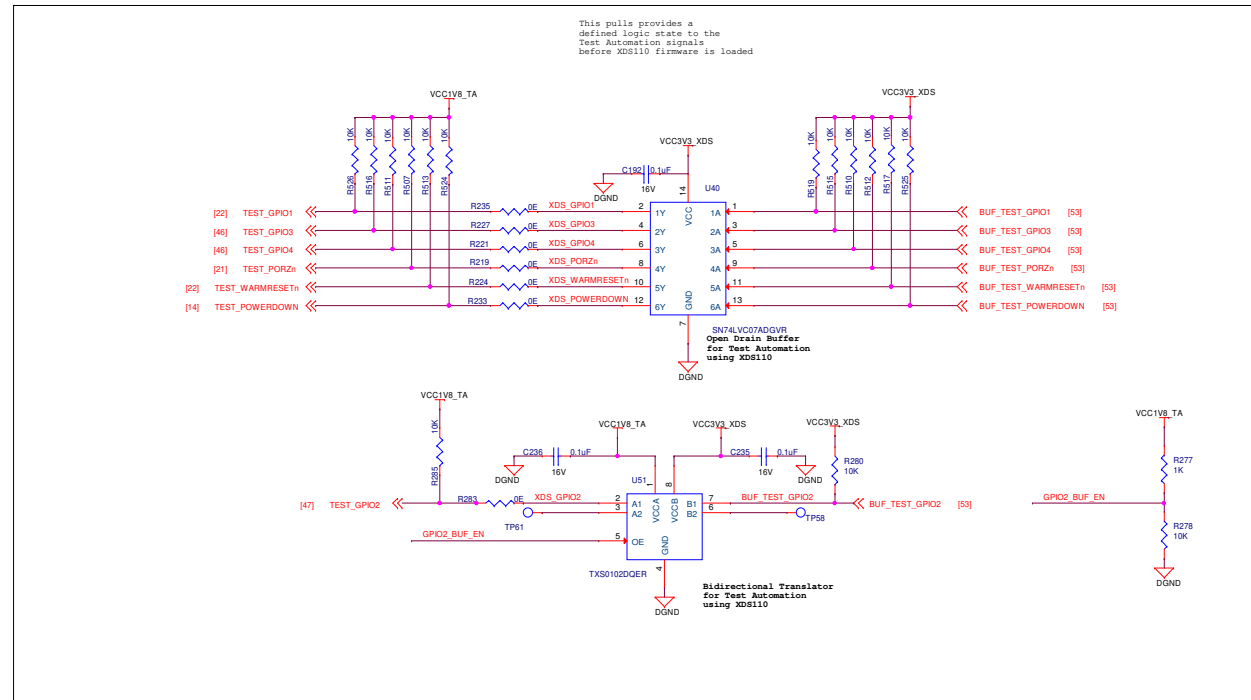 This pulls provides a
defined logic state to the
Test Automation signals
before XDS110 firmware is loaded
VCC1V8_TA
VCC3V3_XDS
10K 10K 10K 10K 10K 10K
R526 R516 R511 R507 R513 R524
VCC3V3_XDS
C192 0.1uF
16V
DGND
10K 10K 10K 10K 10K 10K
R519 R515 R510 R512 R517 R525
U40
14
VCC
[22] TEST_GPIO1 R235 0E XDS_GPIO1 2 1Y 1A 1 BUF_TEST_GPIO1 [53]
[46] TEST_GPIO3 R227 0E XDS_GPIO3 4 2Y 2A 3 BUF_TEST_GPIO3 [53]
[46] TEST_GPIO4 R221 0E XDS_GPIO4 6 3Y 3A 5 BUF_TEST_GPIO4 [53]
[21] TEST_PORZn R219 0E XDS_PORZn 8 4Y 4A 9 BUF_TEST_PORZn [53]
[22] TEST_WARMRESETn R224 0E XDS_WARMRESETn 10 5Y 5A 11 BUF_TEST_WARMRESETn [53]
[14] TEST_POWERDOWN R233 0E XDS_POWERDOWN 12 6Y 6A 13 BUF_TEST_POWERDOWN [53]
GND
7
SN74LVC07ADGVR
Open Drain Buffer
for Test Automation
using XDS110
DGND
VCC1V8_TA
10K
R285
VCC1V8_TA
VCC3V3_XDS
VCC3V3_XDS
VCC1V8_TA
C236 0.1uF
16V
DGND
C235 0.1uF
16V
DGND
R280
10K
R277
1K
U51
1
8
VCCA
VCCB
[47] TEST_GPIO2 R283 0E XDS_GPIO2 2 A1 B1 7 BUF_TEST_GPIO2 BUF_TEST_GPIO2 [53]
GPIO2_BUF_EN
TP61 3 A2 B2 6 TP58
R278
10K
GPIO2_BUF_EN 5 OE
GND
4
TXS0102DQER
DGND
DGND
Bidirectional Translator
for Test Automation
using XDS110